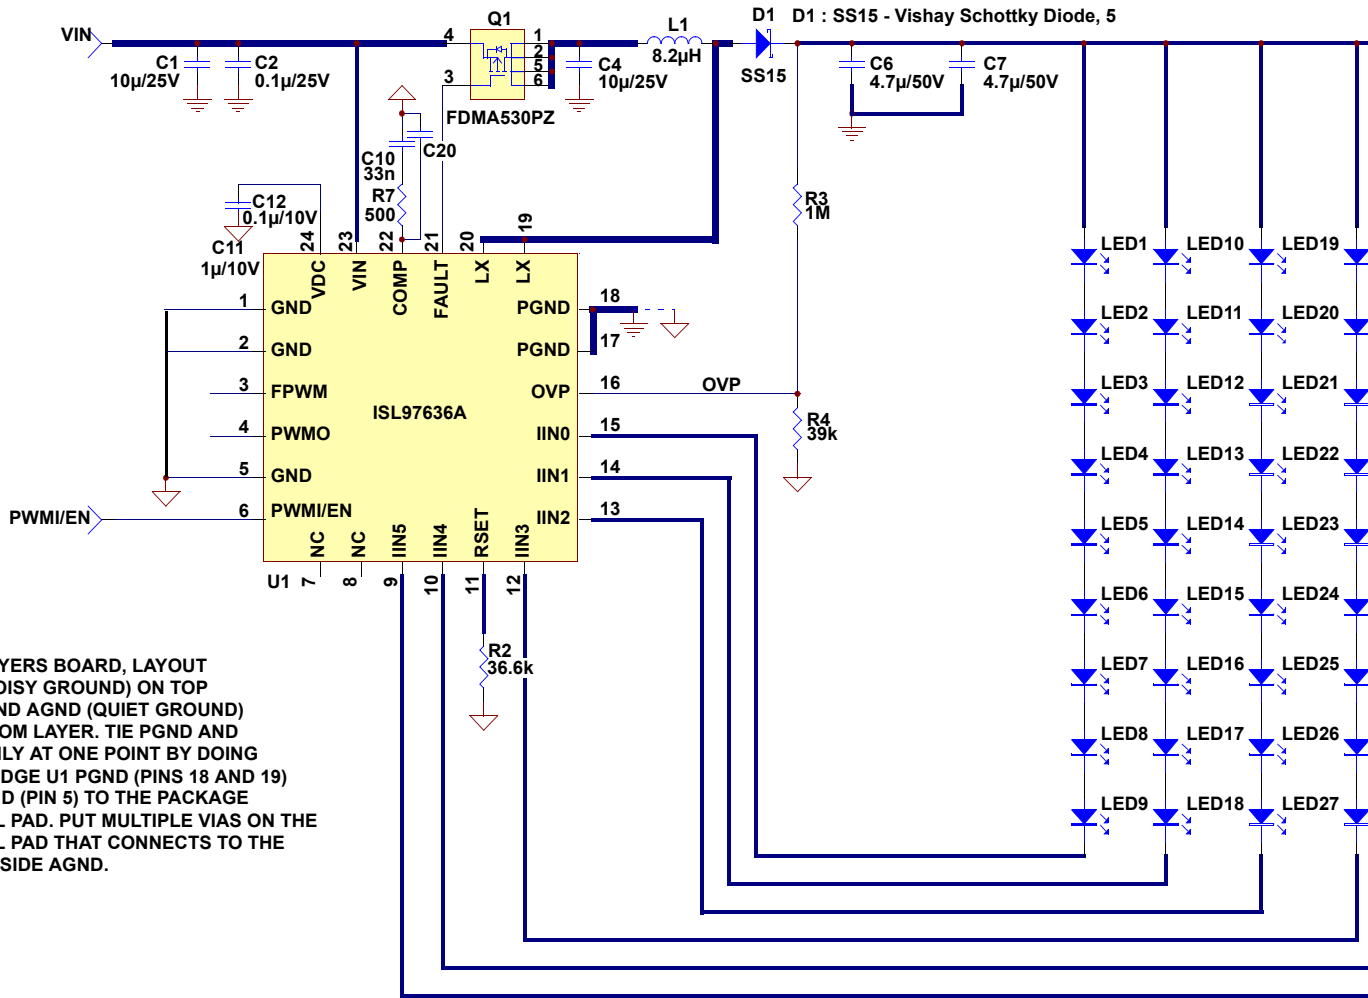 VIN
C1
10µ/25V
C2
0.1µ/25V
Q1
4
3
1
2
5
6
FDMA530PZ
C4
10µ/25V
L1
8.2µH
D1
SS15
D1 : SS15 - Vishay Schottky Diode, 5
C6
4.7µ/50V
C7
4.7µ/50V
C10
33n
C20
R7
500
C12
0.1µ/10V
C11
1µ/10V
R3
1M
R4
39k
24
23
22
21
20
19
VDC
VIN
COMP
FAULT
LX
LX
1 GND
2 GND
3 FPWM
4 PWMO
5 GND
6 PWMI/EN
PWMI/EN
ISL97636A
PGND 18
PGND 17
OVP 16
OVP
IIN0 15
IIN1 14
IIN2 13
NC
NC
IIN5
IIN4
RSET
IIN3
U1
7
8
9
10
11
12
R2
36.6k
LED1 LED10 LED19
LED2 LED11 LED20
LED3 LED12 LED21
LED4 LED13 LED22
LED5 LED14 LED23
LED6 LED15 LED24
LED7 LED16 LED25
LED8 LED17 LED26
LED9 LED18 LED27
YERS BOARD, LAYOUT
OISY GROUND) ON TOP
ND AGND (QUIET GROUND)
OM LAYER. TIE PGND AND
NLY AT ONE POINT BY DOING
DGE U1 PGND (PINS 18 AND 19)
D (PIN 5) TO THE PACKAGE
L PAD. PUT MULTIPLE VIAS ON THE
L PAD THAT CONNECTS TO THE
SIDE AGND.